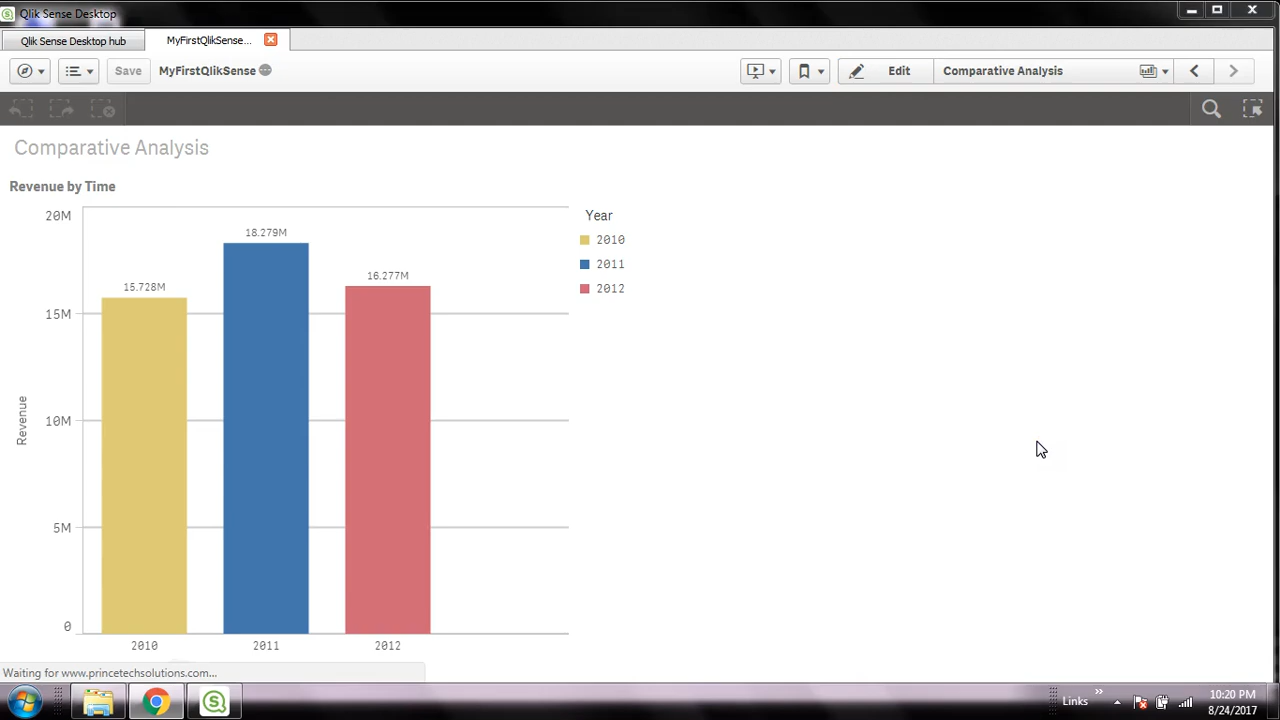 Qlik Sense Desktop
Qlik Sense Desktop hub
MyFirstQlikSense...
Save
MyFirstQlikSense
Edit
Comparative Analysis
Comparative Analysis
Revenue by Time
20M
15M
10M
5M
0
Revenue
15.728M
18.279M
16.277M
2010
2011
2012
Year
2010
2011
2012
Waiting for www.princetechsolutions.com...
Links
10:20 PM
8/24/2017